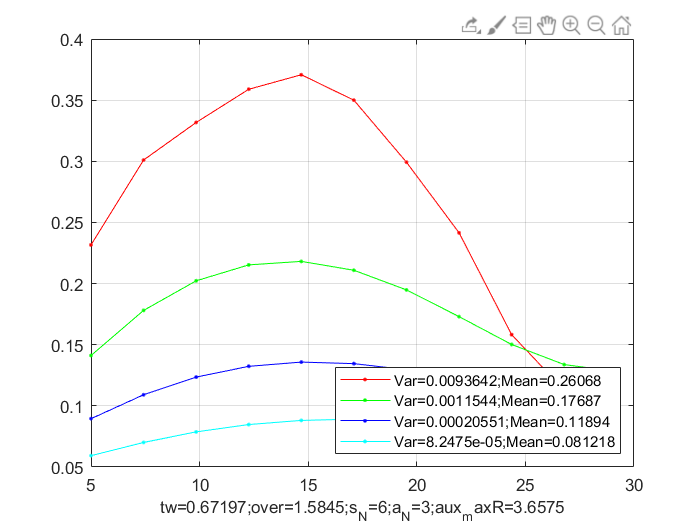 0.4
0.35
0.3
0.25
0.2
0.15
0.1
0.05
Var=0.0093642;Mean=0.26068
Var=0.0011544;Mean=0.17687
Var=0.00020551;Mean=0.11894
Var=8.2475e-05;Mean=0.081218
5 10 15 20 25 30
tw=0.67197;over=1.5845;s_N=6;a_N=3;aux_maxR=3.6575